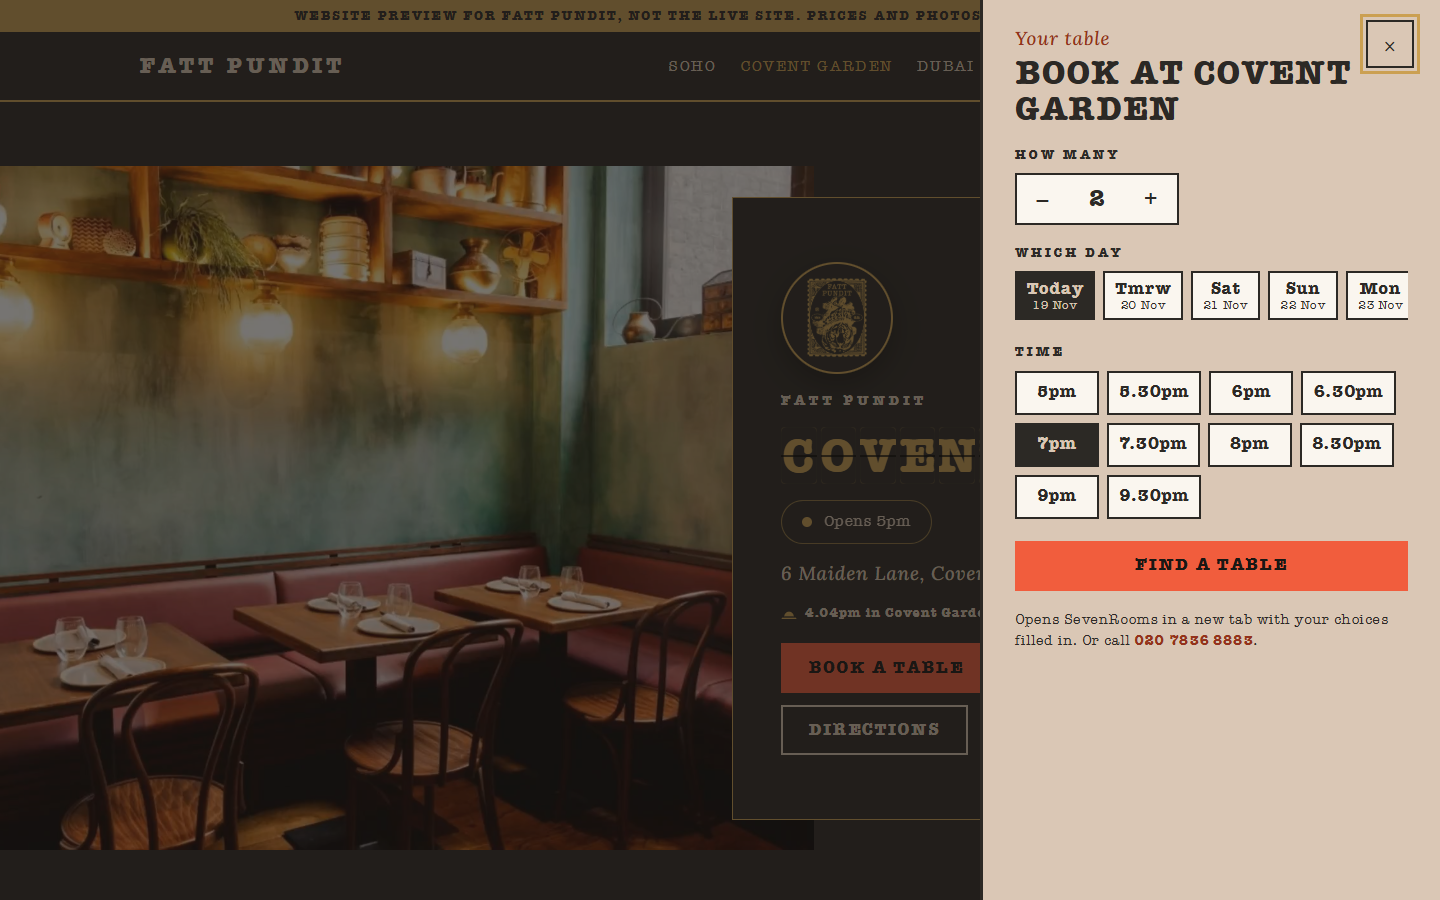 WEBSITE PREVIEW FOR FATT PUNDIT, NOT THE LIVE SITE. PRICES AND PHOTOS
FATT PUNDIT
SOHO COVENT GARDEN DUBAI
FATT PUNDIT
FATT PUNDIT
COVEN
Opens 5pm
6 Maiden Lane, Coven
4.04pm in Covent Garde
BOOK A TABLE
DIRECTIONS
Your table
×
BOOK AT COVENT
GARDEN
HOW MANY
– 2 +
WHICH DAY
Today Tmrw Sat Sun Mon
19 Nov 20 Nov 21 Nov 22 Nov 23 Nov
TIME
5pm 5.30pm 6pm 6.30pm
7pm 7.30pm 8pm 8.30pm
9pm 9.30pm
FIND A TABLE
Opens SevenRooms in a new tab with your choices
filled in. Or call 020 7836 8883.